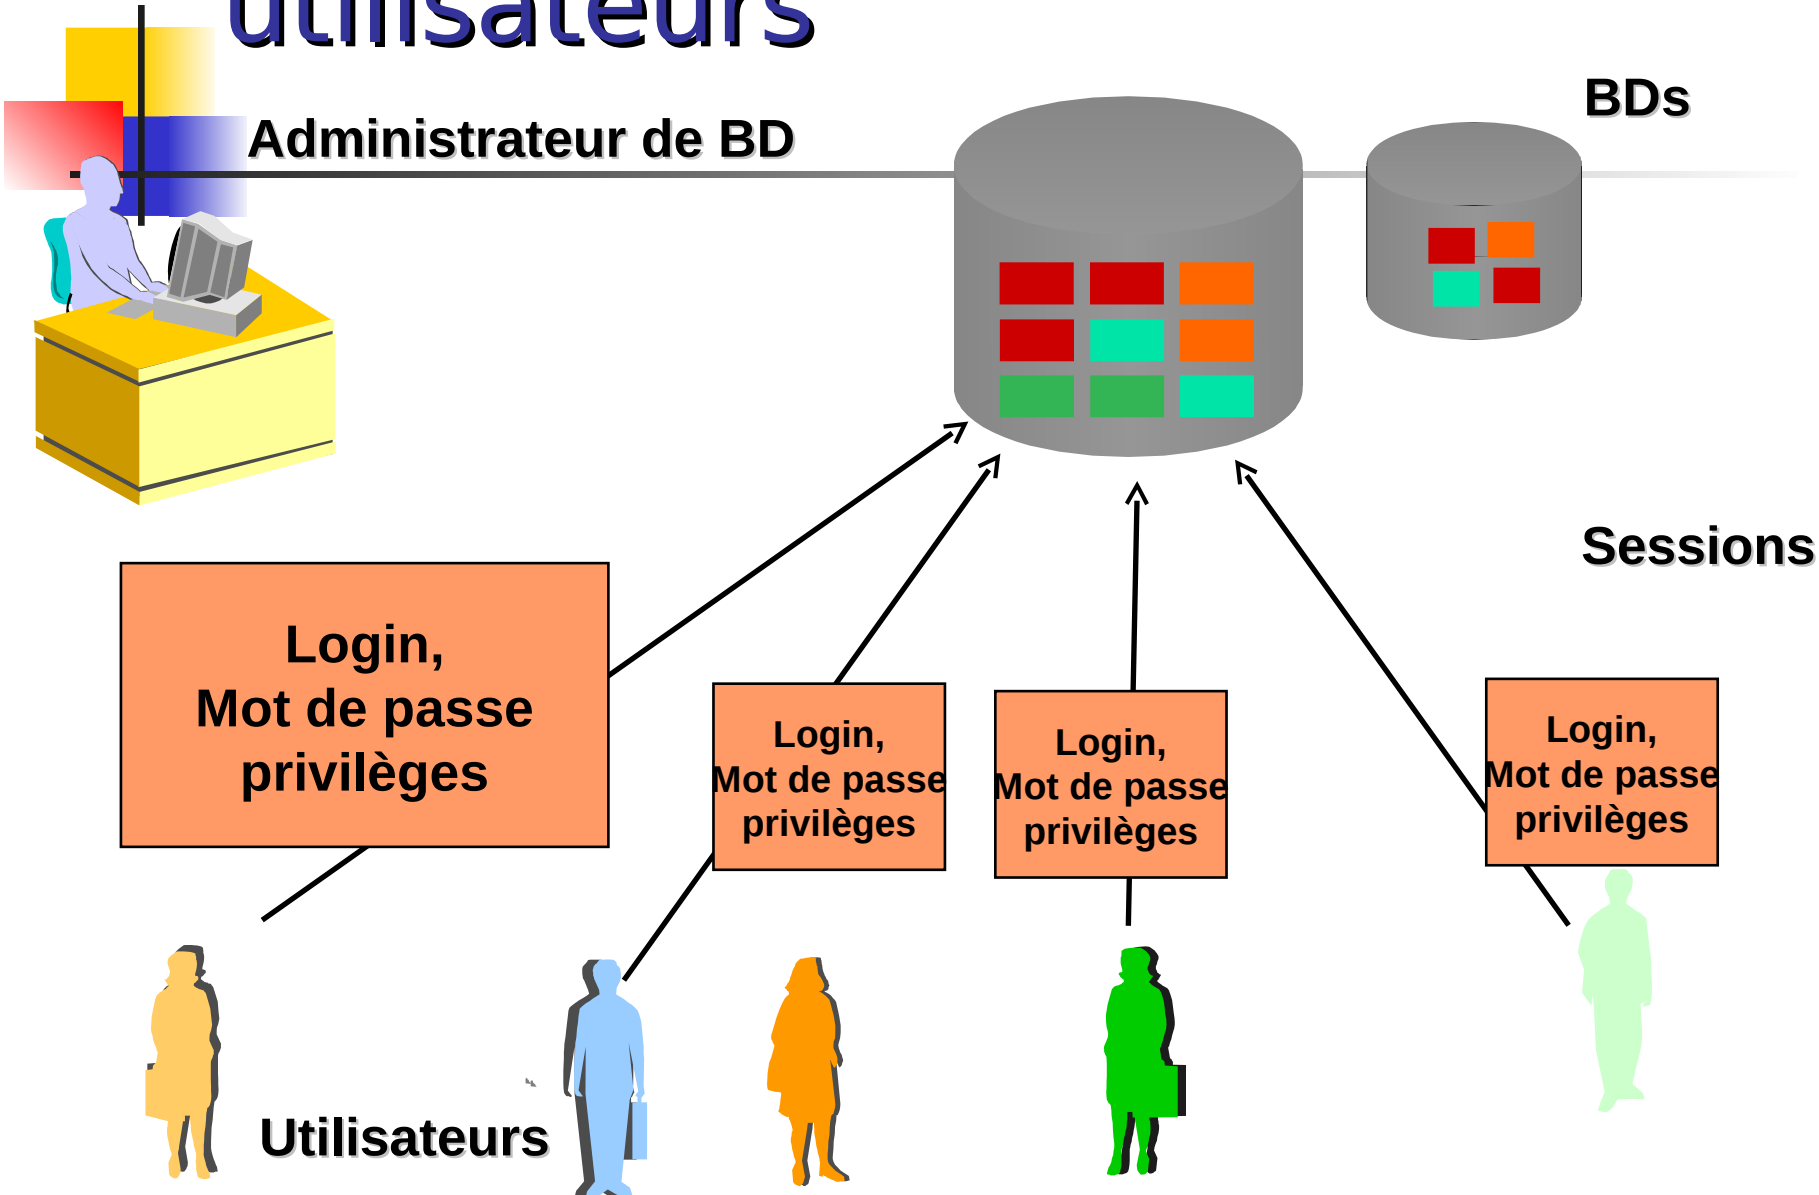 utilisateurs
BDs
Administrateur de BD
Sessions
Login,
Mot de passe
privilèges
Login,
Mot de passe
privilèges
Login,
Mot de passe
privilèges
Login,
Mot de passe
privilèges
Utilisateurs